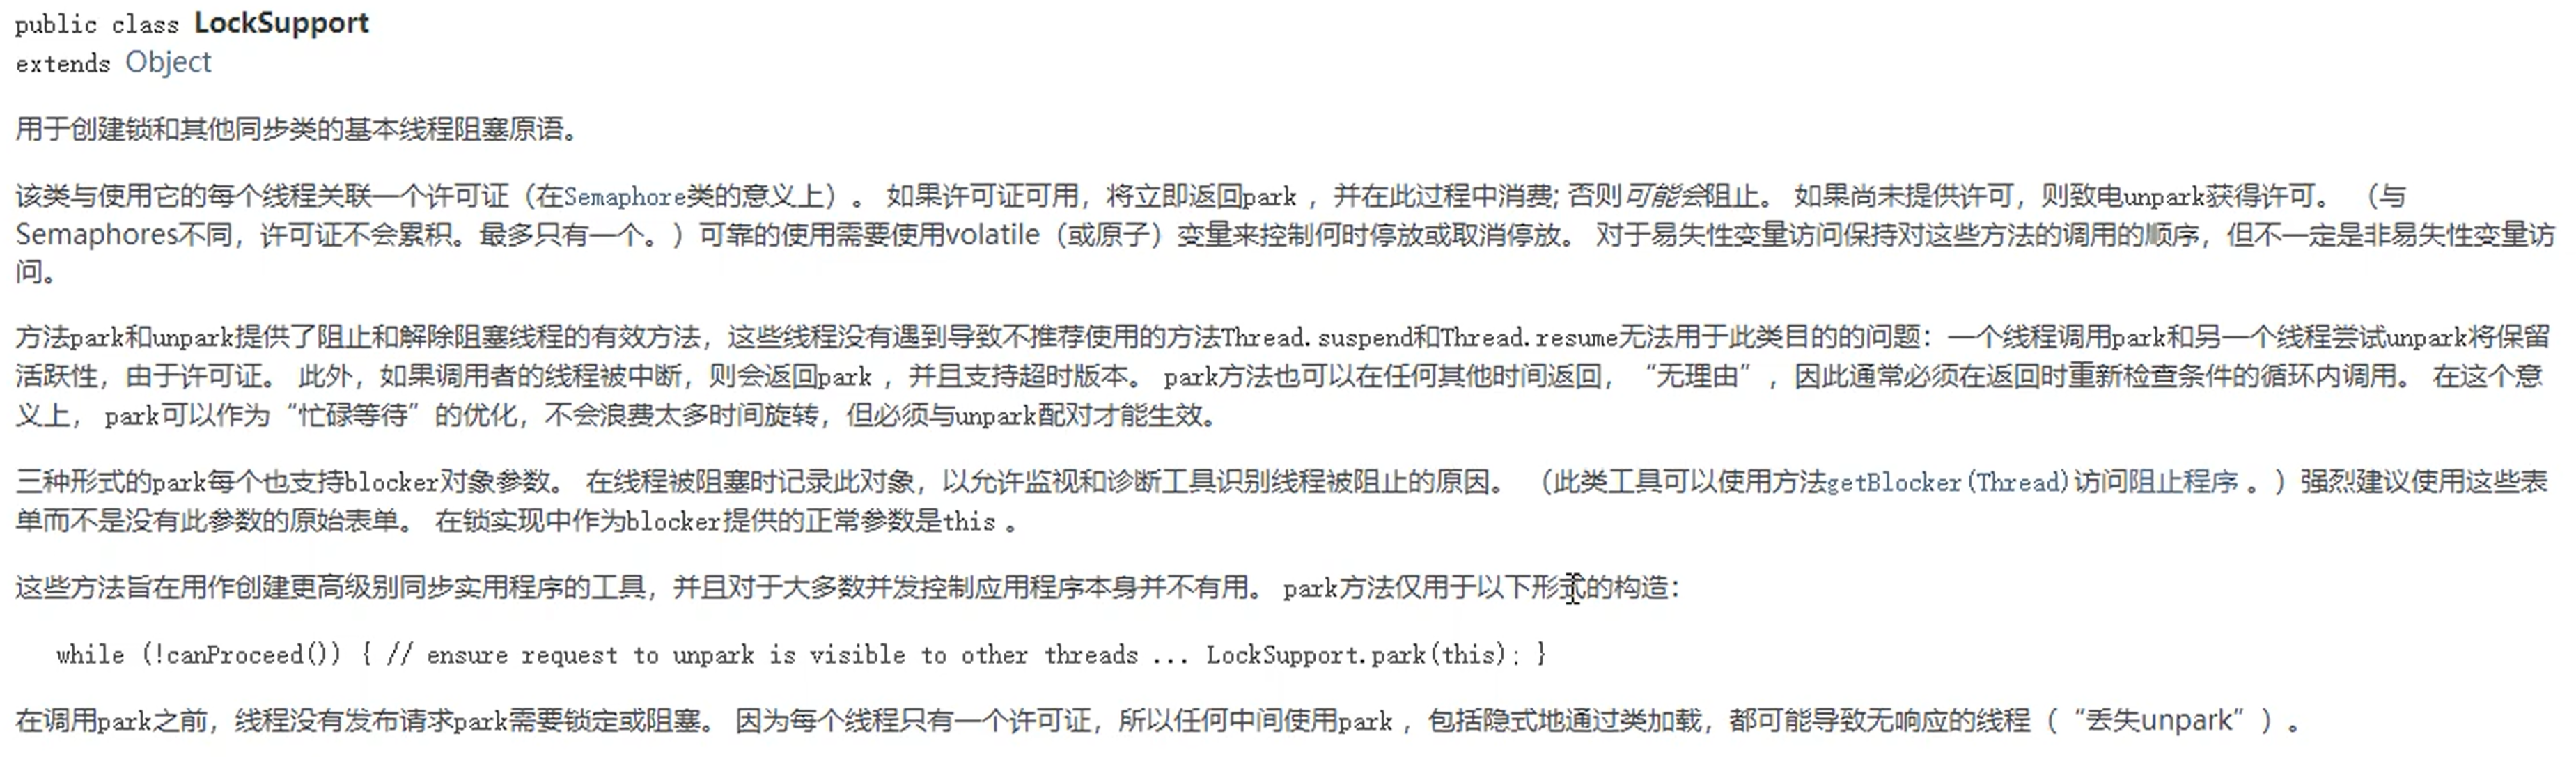 public class LockSupport
extends Object
用于创建锁和其他同步类的基本线程阻塞原语。
该类与使用它的每个线程关联一个许可证（在Semaphore类的意义上）。 如果许可证可用，将立即返回park ，并在此过程中消费; 否则可能会阻止。 如果尚未提供许可，则致电unpark获得许可。 （与
Semaphores不同，许可证不会累积。最多只有一个。）可靠的使用需要使用volatile（或原子）变量来控制何时停放或取消停放。 对于易失性变量访问保持对这些方法的调用的顺序，但不一定是非易失性变量访
问。
方法park和unpark提供了阻止和解除阻塞线程的有效方法，这些线程没有遇到导致不推荐使用的方法Thread.suspend和Thread.resume无法用于此类目的的问题：一个线程调用park和另一个线程尝试unpark将保留
活跃性，由于许可证。 此外，如果调用者的线程被中断，则会返回park ，并且支持超时版本。 park方法也可以在任何其他时间返回，“无理由”，因此通常必须在返回时重新检查条件的循环内调用。 在这个意
义上， park可以作为“忙碌等待”的优化，不会浪费太多时间旋转，但必须与unpark配对才能生效。
三种形式的park每个也支持blocker对象参数。 在线程被阻塞时记录此对象，以允许监视和诊断工具识别线程被阻止的原因。 （此类工具可以使用方法getBlocker(Thread)访问阻止程序 。）强烈建议使用这些表
单而不是没有此参数的原始表单。 在锁实现中作为blocker提供的正常参数是this 。
这些方法旨在用作创建更高级别同步实用程序的工具，并且对于大多数并发控制应用程序本身并不有用。 park方法仅用于以下形式的构造：
while (!canProceed()) { // ensure request to unpark is visible to other threads ... LockSupport.park(this); }
在调用park之前，线程没有发布请求park需要锁定或阻塞。 因为每个线程只有一个许可证，所以任何中间使用park ，包括隐式地通过类加载，都可能导致无响应的线程（“丢失unpark”）。